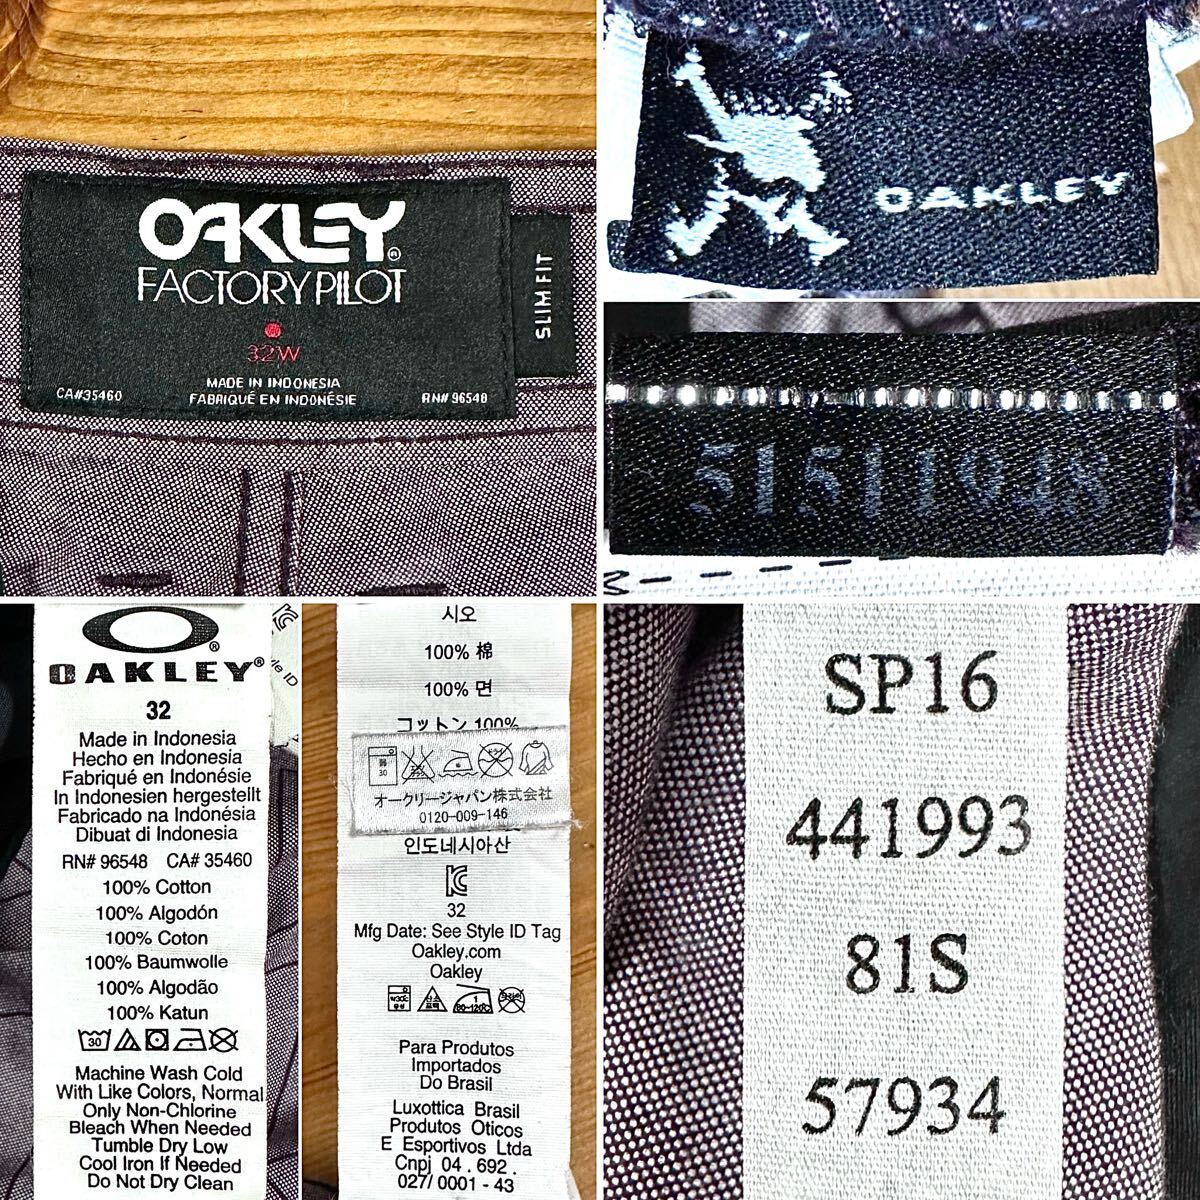 OAKLEY®
FACTORY PILOT
32W
MADE IN INDONESIA
CA#35460 FABRIQUÉ EN INDONÉSIE RN# 96548
SLIM FIT
OAKLEY
51511948
OAKLEY®
32
Made in Indonesia
Hecho en Indonesia
Fabriqué en Indonésie
In Indonesien hergestellt
Fabricado na Indonésia
Dibuat di Indonesia
RN# 96548 CA# 35460
100% Cotton
100% Algodón
100% Coton
100% Baumwolle
100% Algodão
100% Katun
30
Machine Wash Cold
With Like Colors, Normal
Only Non-Chlorine
Bleach When Needed
Tumble Dry Low
Cool Iron If Needed
Do Not Dry Clean
le ID
시오
100% 棉
100% 면
コットン 100%
30
オークリージャパン株式会社
0120-009-146
인도네시아산
32
Mfg Date: See Style ID Tag
Oakley.com
Oakley
80-120°C
Para Produtos
Importados
Do Brasil
Luxottica Brasil
Produtos Oticos
E Esportivos Ltda
Cnpj 04 .692 .
027/ 0001 - 43
SP16
441993
81S
57934